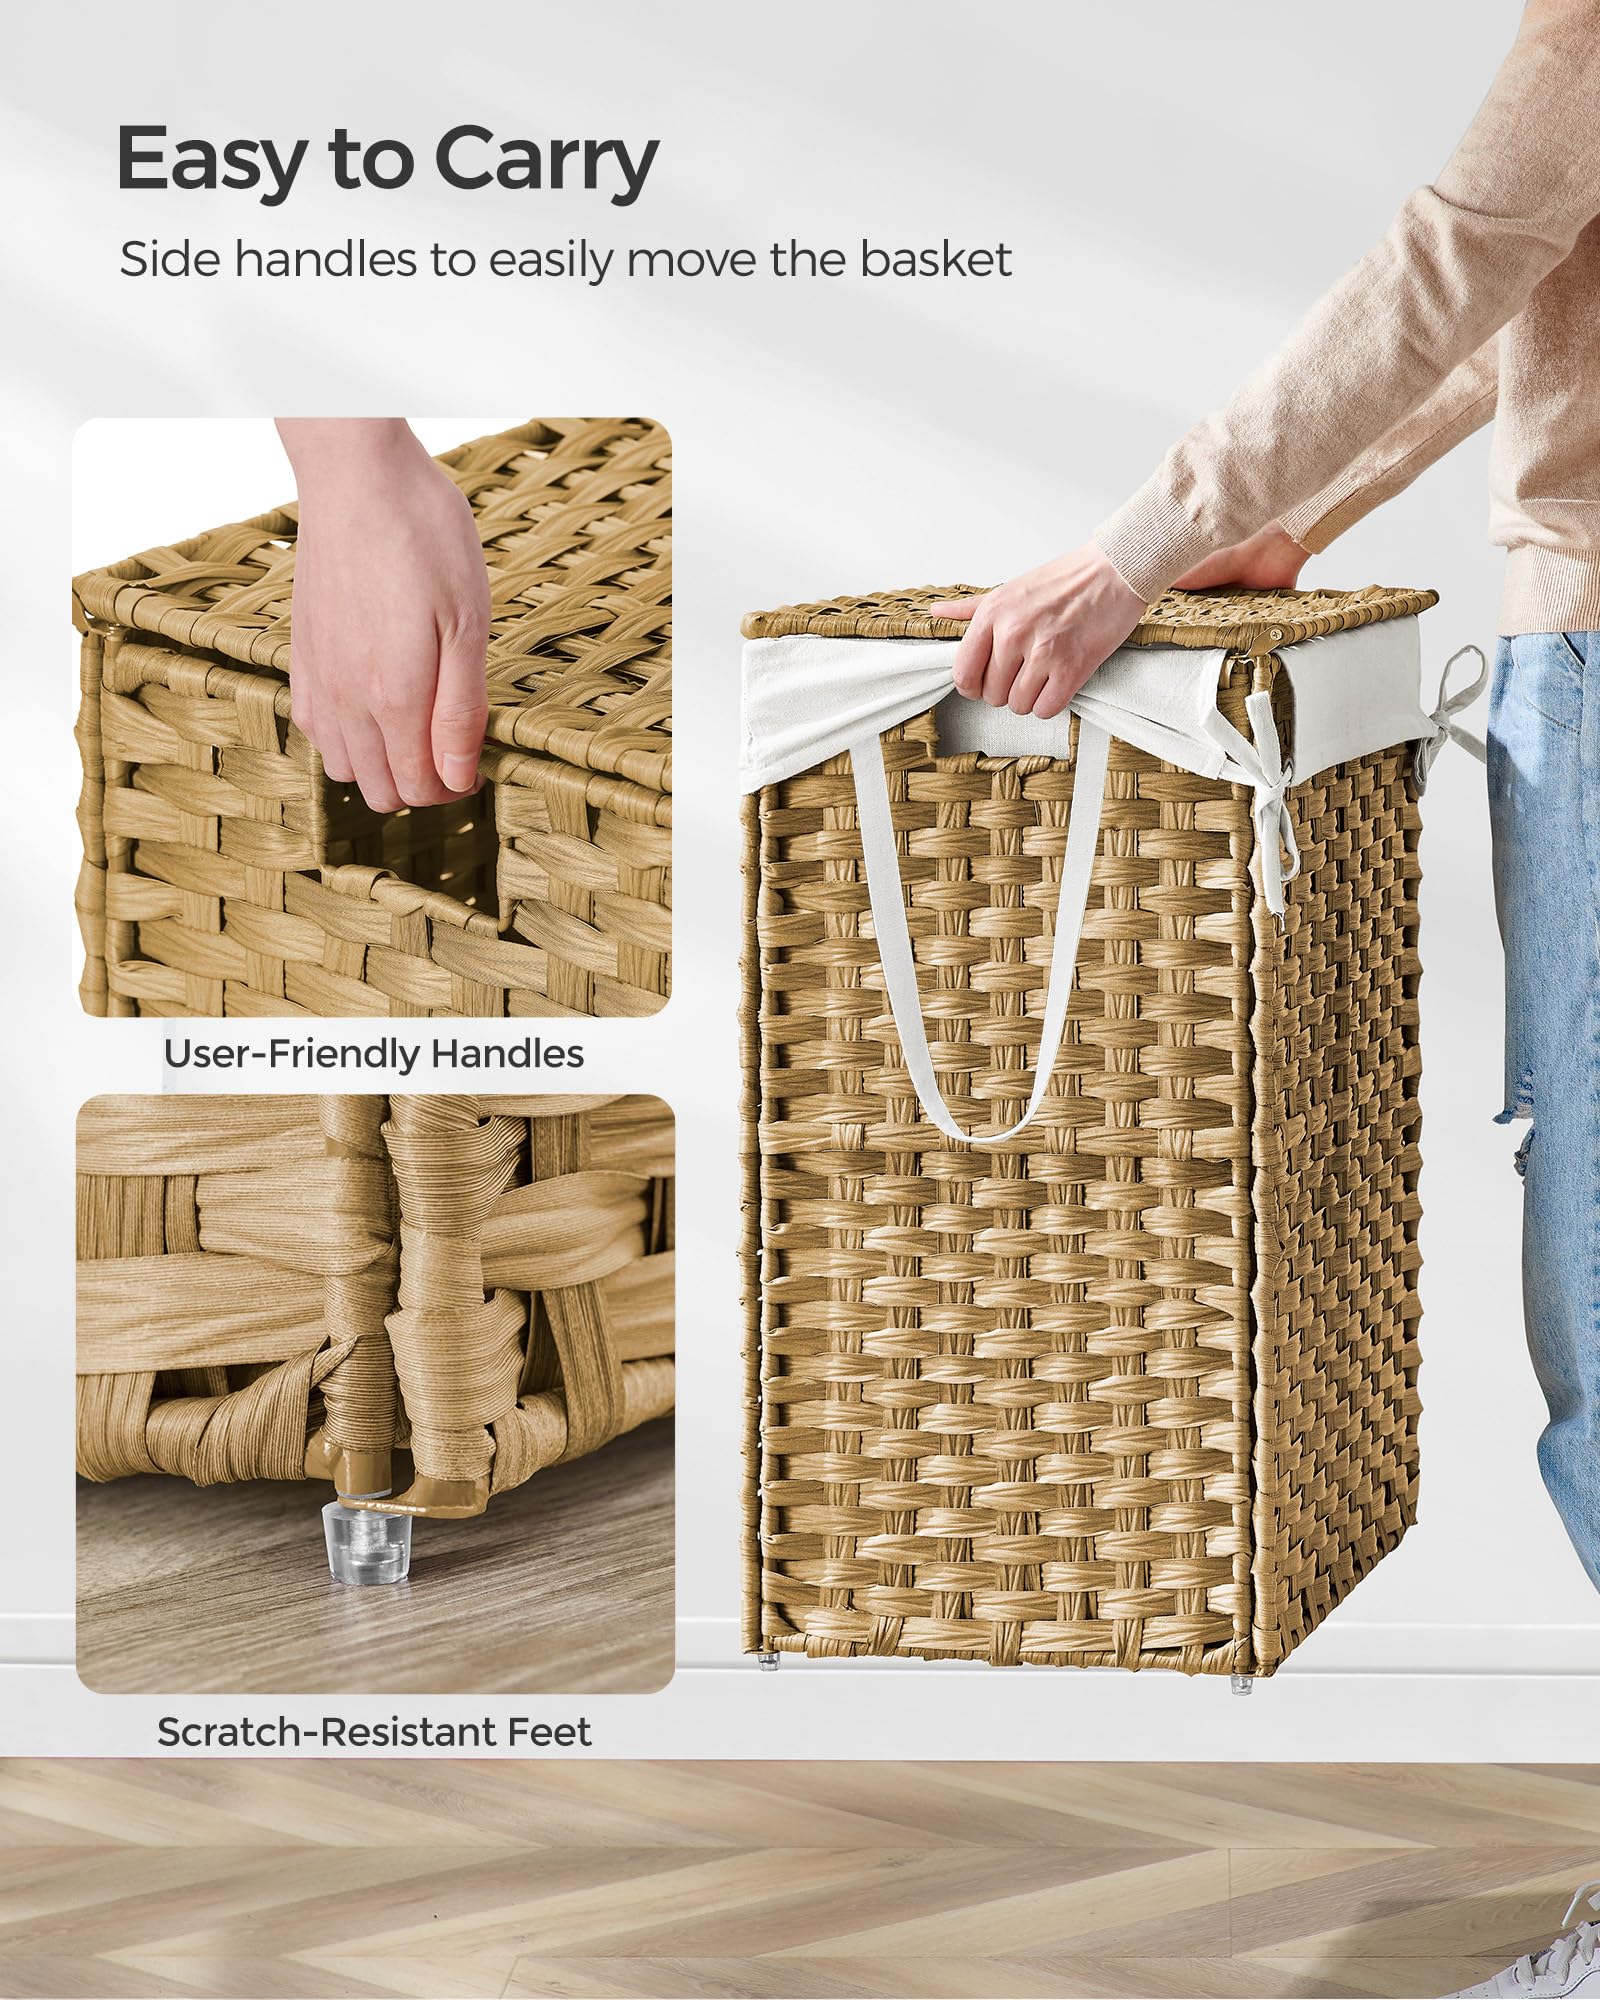 Easy to Carry
Side handles to easily move the basket
User-Friendly Handles
Scratch-Resistant Feet